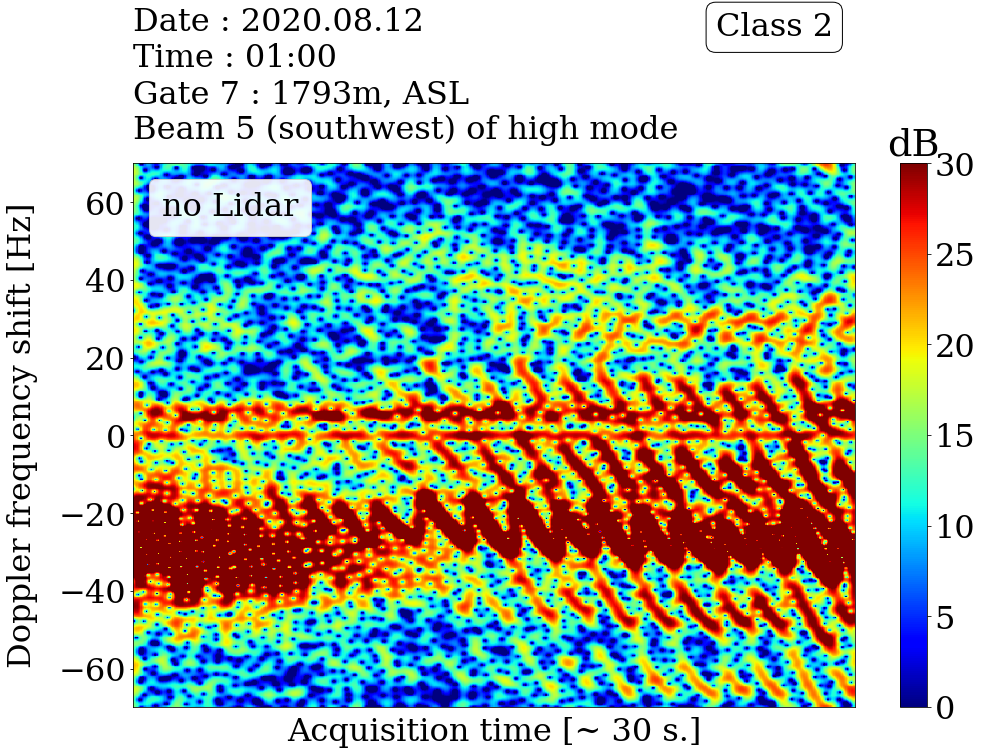 Date : 2020.08.12
Time : 01:00
Gate 7 : 1793m, ASL
Beam 5 (southwest) of high mode
Class 2
no Lidar
dB
30
25
20
15
10
5
0
Doppler frequency shift [Hz]
60
40
20
0
−20
−40
−60
Acquisition time [~ 30 s.]